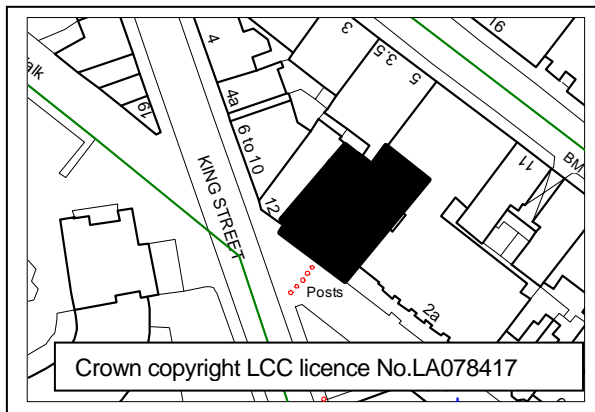 4
3
3.5
5
16
alk
19
4a
6 to 10
12
11
BM
KING STREET
Posts
2a
Crown copyright LCC licence No.LA078417